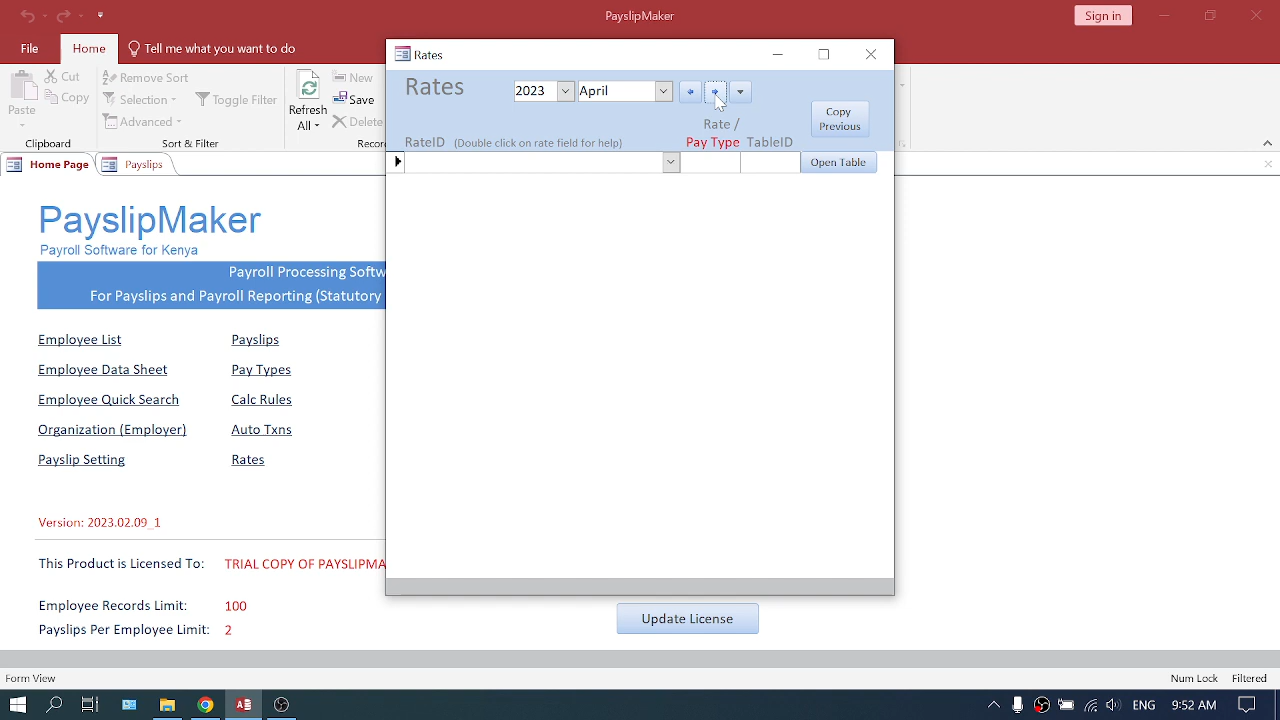 PayslipMaker
Sign in
File
Home
Tell me what you want to do
Paste
Cut
Copy
Clipboard
Remove Sort
Selection
Advanced
Toggle Filter
Sort & Filter
Refresh
All
New
Save
Delete
Recor
Home Page
Payslips
Rates
Rates
2023
April
Copy
Previous
RateID
(Double click on rate field for help)
Rate /
Pay Type
TableID
Open Table
PayslipMaker
Payroll Software for Kenya
Payroll Processing Softw
For Payslips and Payroll Reporting (Statutory
Employee List
Payslips
Employee Data Sheet
Pay Types
Employee Quick Search
Calc Rules
Organization (Employer)
Auto Txns
Payslip Setting
Rates
Version: 2023.02.09_1
This Product is Licensed To:
TRIAL COPY OF PAYSLIPMA
Employee Records Limit:
100
Payslips Per Employee Limit:
2
Update License
Form View
Num Lock
Filtered
ENG
9:52 AM